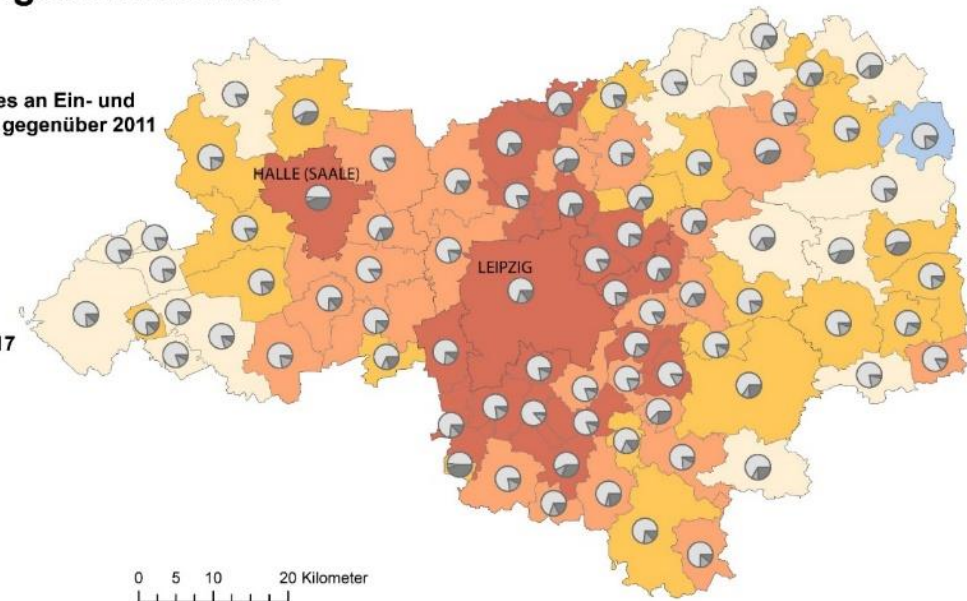 es an Ein- und
gegenüber 2011
HALLE (SAALE)
LEIPZIG
17
0 5 10 20 Kilometer